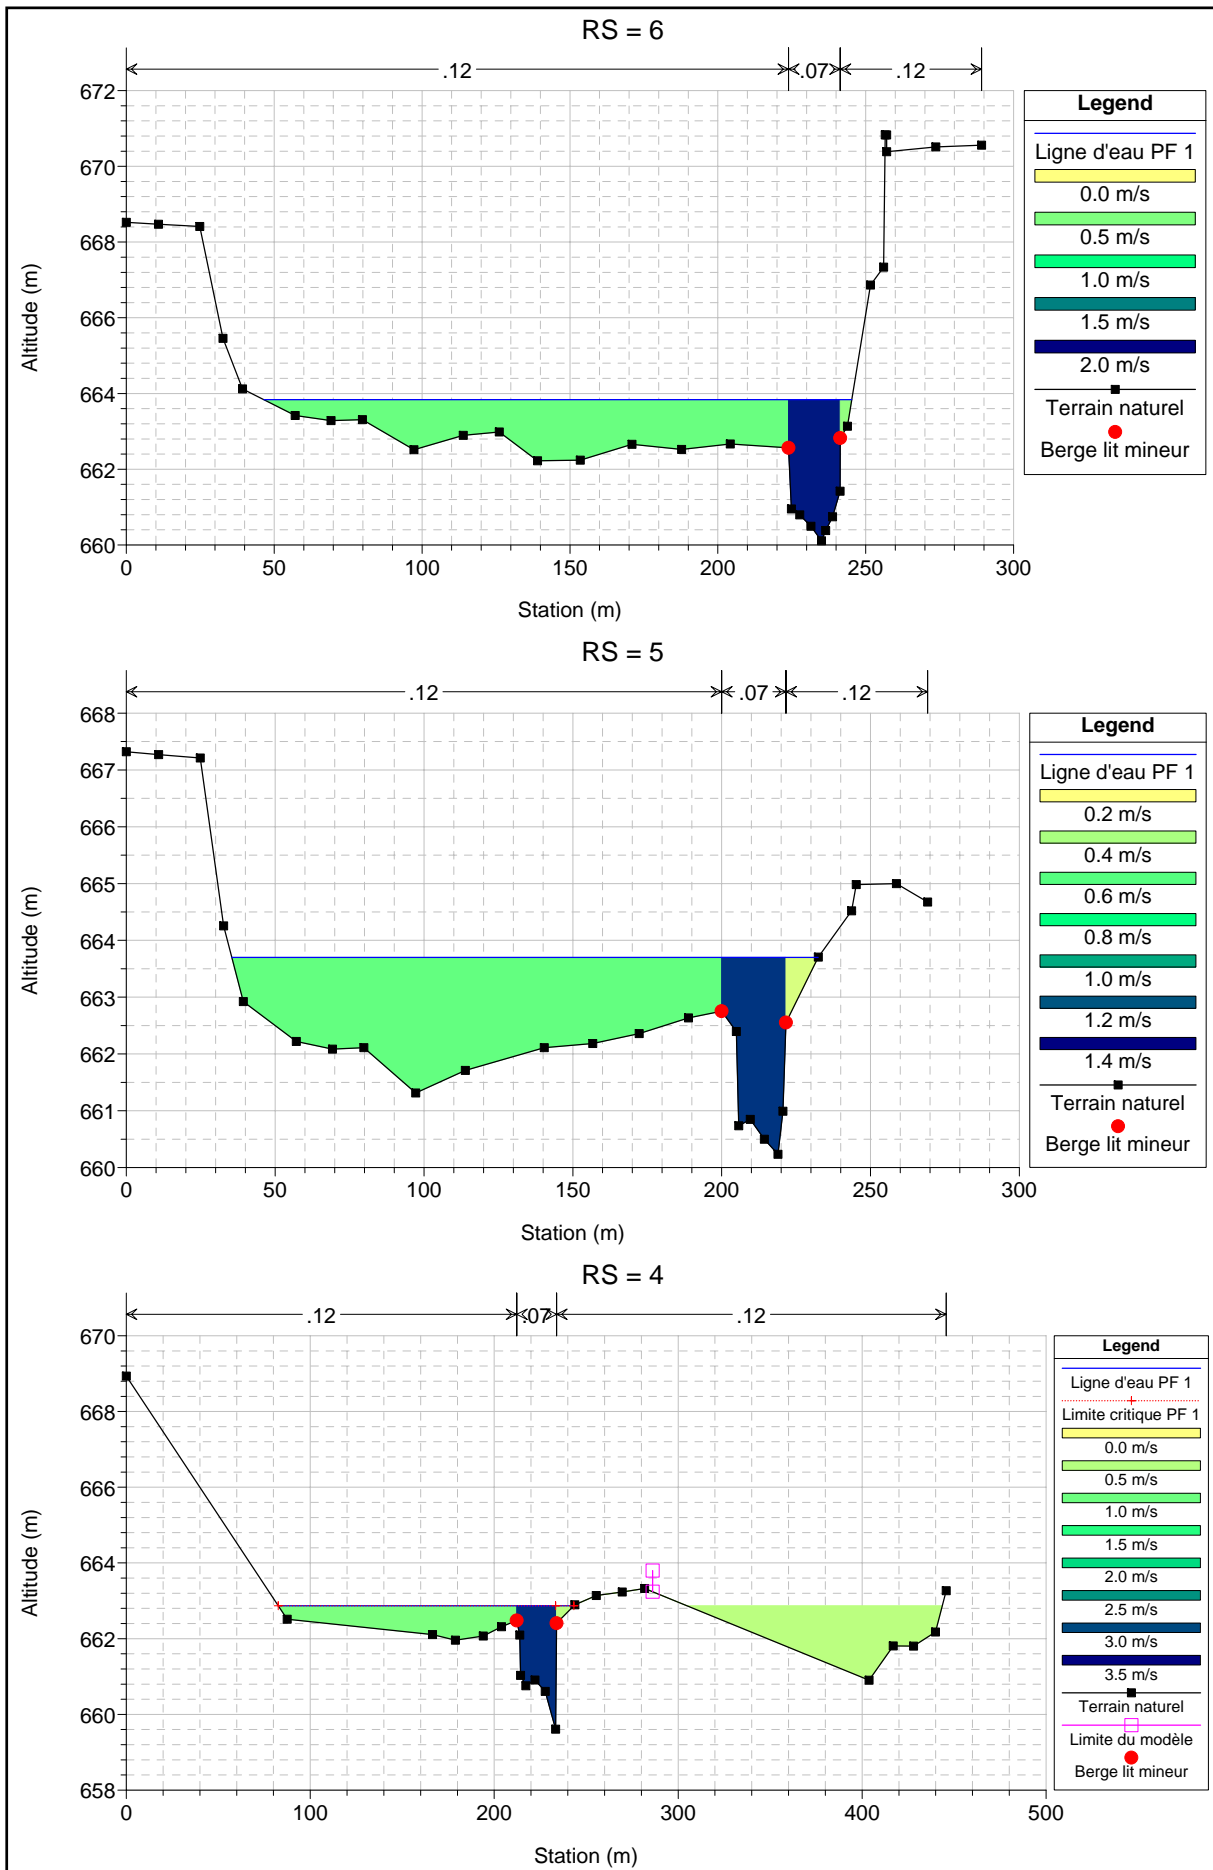 RS = 6
.12 .07 .12
672
670
668
666
664
662
660
0 50 100 150 200 250 300
Altitude (m)
Station (m)
Legend
Ligne d'eau PF 1
0.0 m/s
0.5 m/s
1.0 m/s
1.5 m/s
2.0 m/s
Terrain naturel
Berge lit mineur
RS = 5
.12 .07 .12
668
667
666
665
664
663
662
661
660
0 50 100 150 200 250 300
Altitude (m)
Station (m)
Legend
Ligne d'eau PF 1
0.2 m/s
0.4 m/s
0.6 m/s
0.8 m/s
1.0 m/s
1.2 m/s
1.4 m/s
Terrain naturel
Berge lit mineur
RS = 4
.12 .07 .12
670
668
666
664
662
660
658
0 100 200 300 400 500
Altitude (m)
Station (m)
Legend
Ligne d'eau PF 1
Limite critique PF 1
0.0 m/s
0.5 m/s
1.0 m/s
1.5 m/s
2.0 m/s
2.5 m/s
3.0 m/s
3.5 m/s
Terrain naturel
Limite du modèle
Berge lit mineur